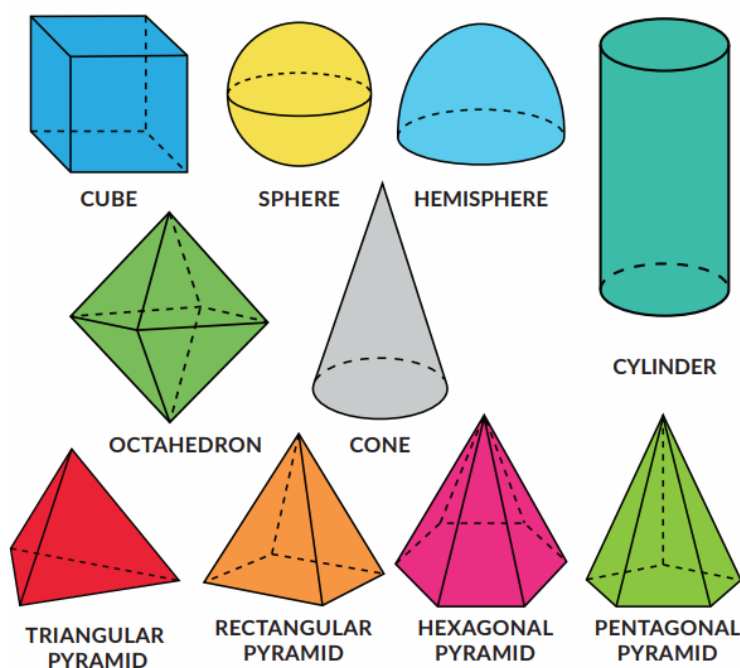 CUBE
SPHERE
HEMISPHERE
CYLINDER
OCTAHEDRON
CONE
TRIANGULAR
PYRAMID
RECTANGULAR
PYRAMID
HEXAGONAL
PYRAMID
PENTAGONAL
PYRAMID